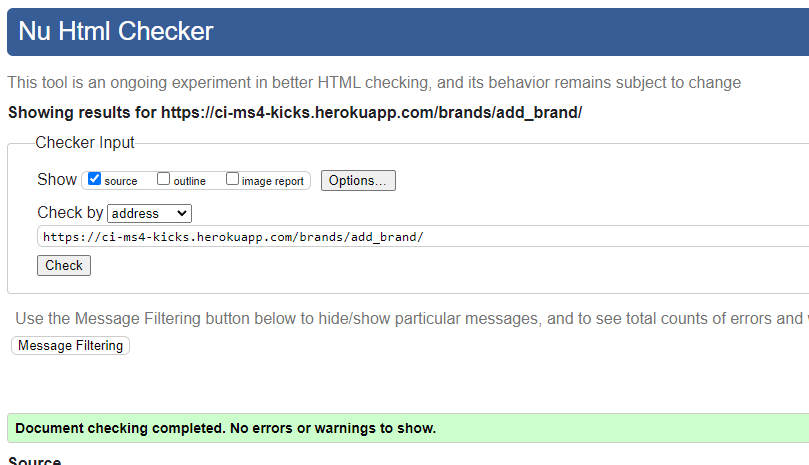 Nu Html Checker
This tool is an ongoing experiment in better HTML checking, and its behavior remains subject to change
Showing results for https://ci-ms4-kicks.herokuapp.com/brands/add_brand/
Checker Input
Show source outline image report Options...
Check by address
https://ci-ms4-kicks.herokuapp.com/brands/add_brand/
Check
Use the Message Filtering button below to hide/show particular messages, and to see total counts of errors and
Message Filtering
Document checking completed. No errors or warnings to show.
Source